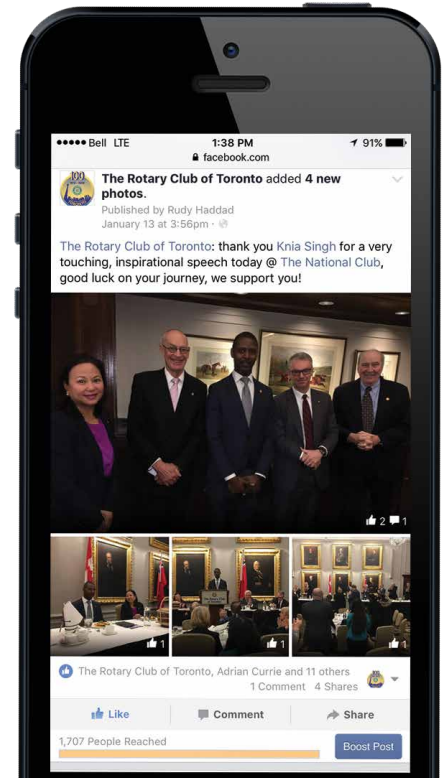 Bell LTE 1:38 PM 91%
facebook.com
The Rotary Club of Toronto added 4 new
photos.
Published by Rudy Haddad
January 13 at 3:56pm ·
The Rotary Club of Toronto: thank you Knia Singh for a very
touching, inspirational speech today @ The National Club,
good luck on your journey, we support you!
2 1
1 1 1
The Rotary Club of Toronto, Adrian Currie and 11 others
1 Comment 4 Shares
Like Comment Share
1,707 People Reached
Boost Post